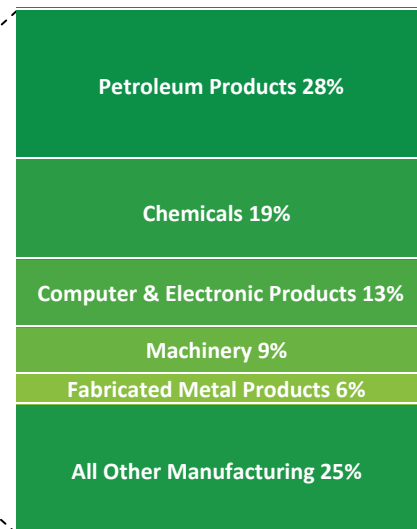 Petroleum Products 28%
Chemicals 19%
Computer & Electronic Products 13%
Machinery 9%
Fabricated Metal Products 6%
All Other Manufacturing 25%